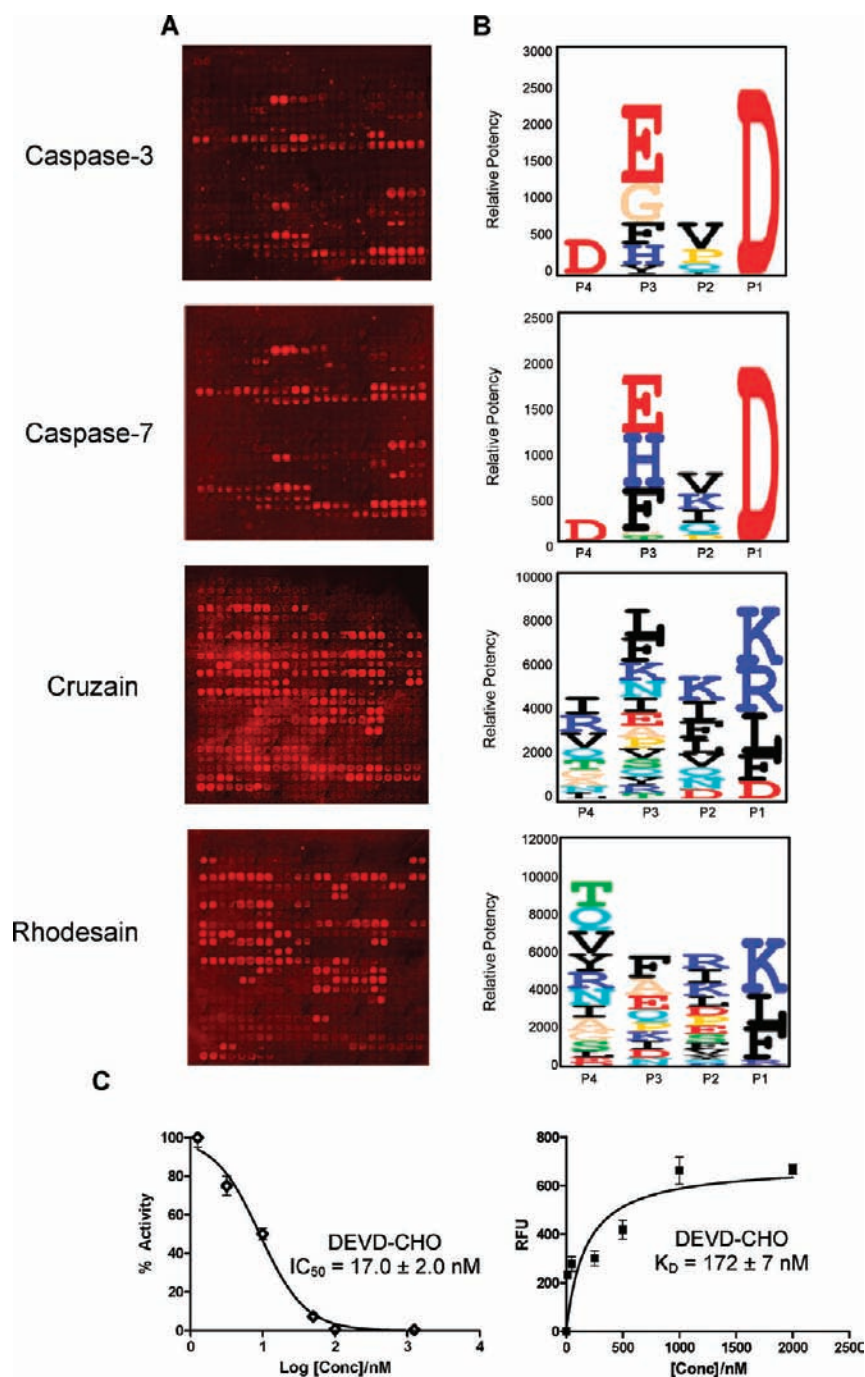 A
B
Caspase-3
Relative Potency
3000
2500
2000
1500
1000
500
0
D
E
G
F
H
V
P
D
P4 P3 P2 P1
Caspase-7
Relative Potency
2500
2000
1500
1000
500
0
D
E
H
F
V
K
I
D
P4 P3 P2 P1
Cruzain
Relative Potency
10000
8000
6000
4000
2000
0
I
R
V
L
F
K
N
I
E
A
P
K
I
F
L
V
K
R
L
F
D
P4 P3 P2 P1
Rhodesain
Relative Potency
12000
10000
8000
6000
4000
2000
0
T
Q
V
Y
R
N
I
A
F
A
E
Q
P
K
I
D
R
I
K
L
D
P
E
K
L
F
P4 P3 P2 P1
C
% Activity
100
80
60
40
20
0
0 1 2 3 4
Log [Conc]/nM
DEVD-CHO
IC50 = 17.0 ± 2.0 nM
RFU
800
600
400
200
0
0 500 1000 1500 2000 2500
[Conc]/nM
DEVD-CHO
KD = 172 ± 7 nM